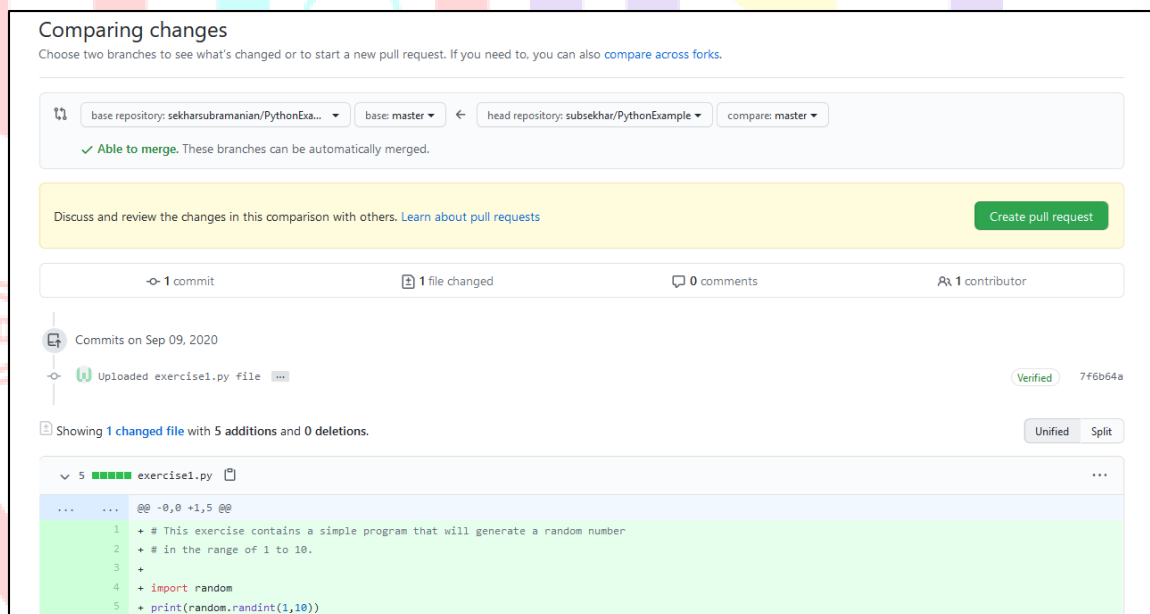 Comparing changes
Choose two branches to see what's changed or to start a new pull request. If you need to, you can also compare across forks.
base repository: sekharsubramanian/PythonExa... base: master head repository: subsekhar/PythonExample compare: master
Able to merge. These branches can be automatically merged.
Discuss and review the changes in this comparison with others. Learn about pull requests Create pull request
1 commit 1 file changed 0 comments 1 contributor
Commits on Sep 09, 2020
Uploaded exercise1.py file ... Verified 7f6b64a
Showing 1 changed file with 5 additions and 0 deletions. Unified Split
5 exercise1.py ...
... ... @@ -0,0 +1,5 @@
1 + # This exercise contains a simple program that will generate a random number
2 + # in the range of 1 to 10.
3 +
4 + import random
5 + print(random.randint(1,10))